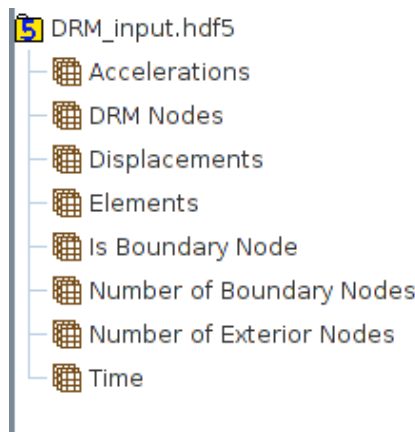 DRM_input.hdf5
Accelerations
DRM Nodes
Displacements
Elements
Is Boundary Node
Number of Boundary Nodes
Number of Exterior Nodes
Time